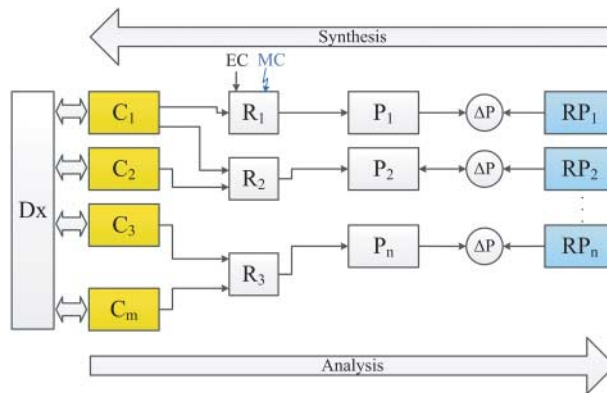 Synthesis
EC MC
C1 R1 P1 ΔP RP1
C2 R2 P2 ΔP RP2
Dx
C3 R3 Pn ΔP RPn
Cm
Analysis